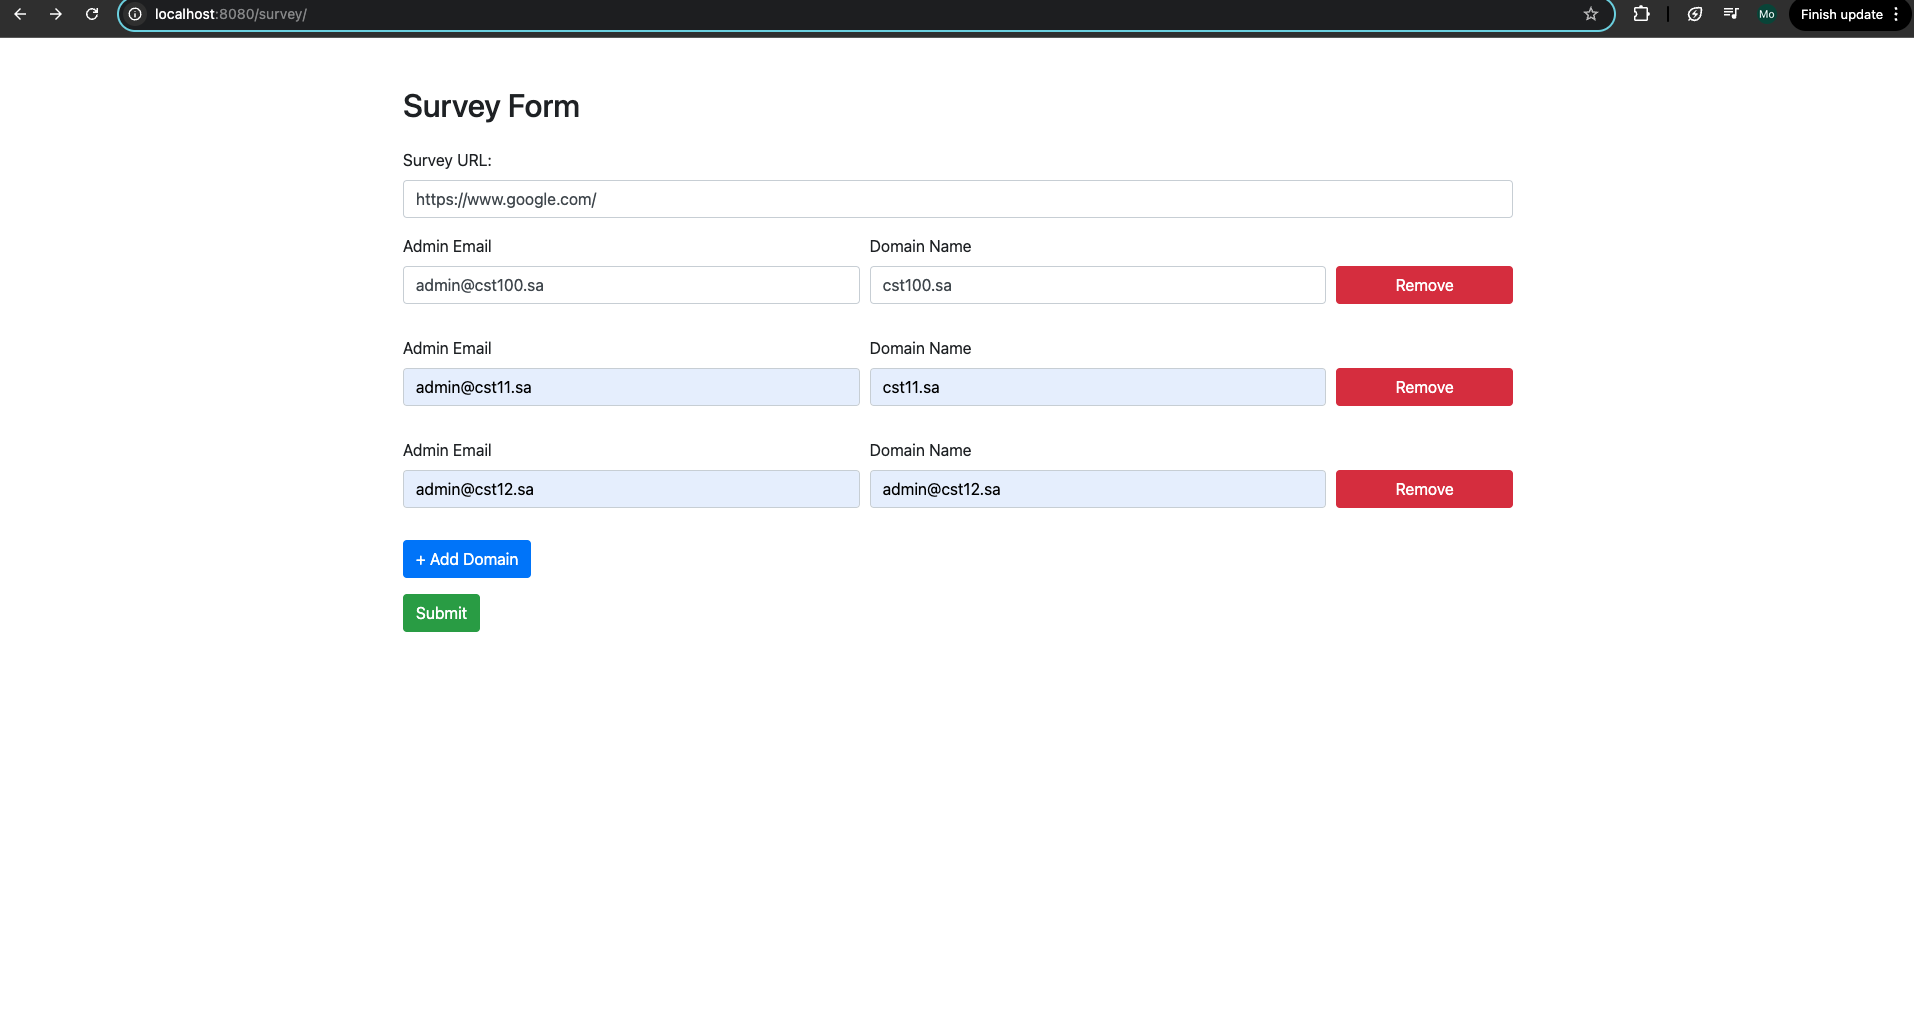 localhost:8080/survey/
Mo
Finish update
Survey Form
Survey URL:
https://www.google.com/
Admin Email Domain Name
admin@cst100.sa cst100.sa Remove
Admin Email Domain Name
admin@cst11.sa cst11.sa Remove
Admin Email Domain Name
admin@cst12.sa admin@cst12.sa Remove
+ Add Domain
Submit